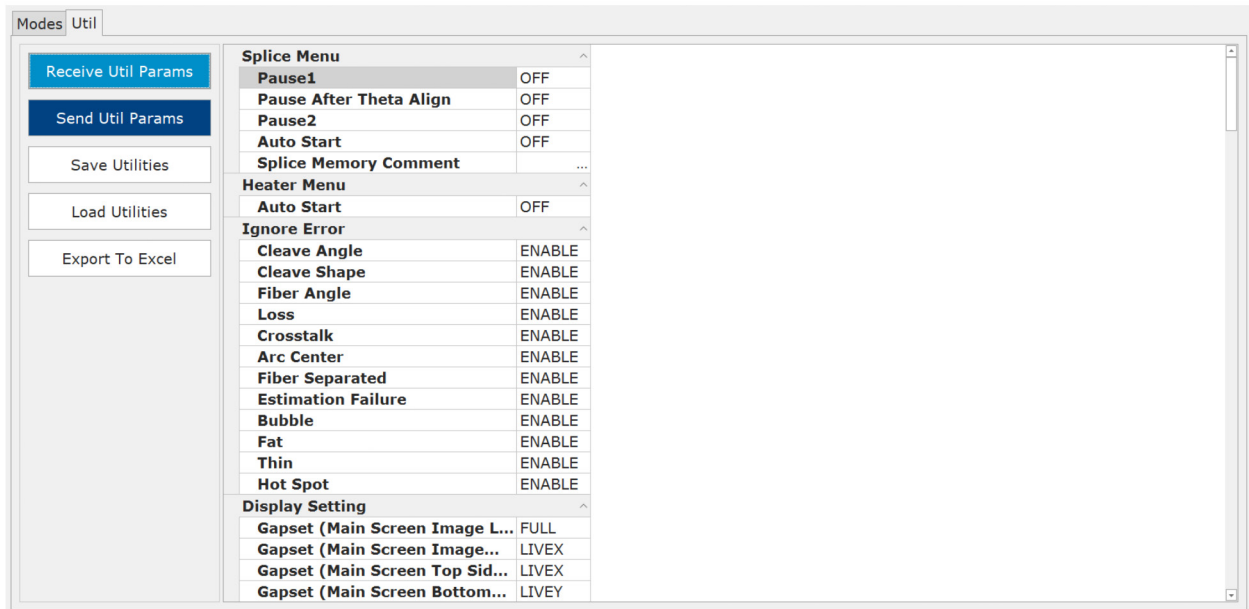 Modes Util
Receive Util Params
Send Util Params
Save Utilities
Load Utilities
Export To Excel
Splice Menu
Pause1 OFF
Pause After Theta Align OFF
Pause2 OFF
Auto Start OFF
Splice Memory Comment ...
Heater Menu
Auto Start OFF
Ignore Error
Cleave Angle ENABLE
Cleave Shape ENABLE
Fiber Angle ENABLE
Loss ENABLE
Crosstalk ENABLE
Arc Center ENABLE
Fiber Separated ENABLE
Estimation Failure ENABLE
Bubble ENABLE
Fat ENABLE
Thin ENABLE
Hot Spot ENABLE
Display Setting
Gapset (Main Screen Image L... FULL
Gapset (Main Screen Image... LIVEX
Gapset (Main Screen Top Sid... LIVEX
Gapset (Main Screen Bottom... LIVEY